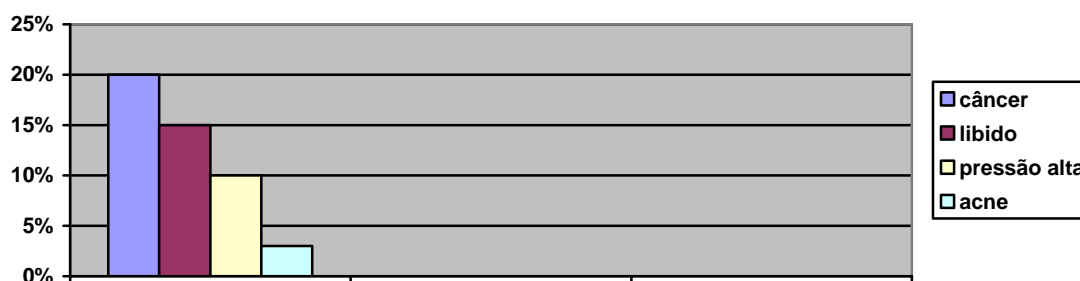 25%
20%
15%
10%
5%
0%
câncer
libido
pressão alta
acne